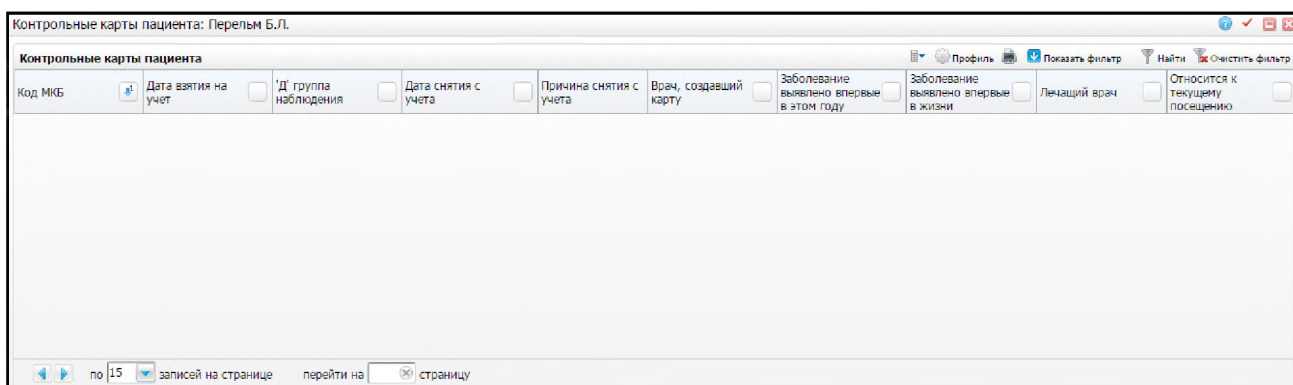 Контрольные карты пациента: Перельм Б.Л.
Контрольные карты пациента
Профиль
Показать фильтр
Найти
Очистить фильтр
Код МКБ
1
Дата взятия на
учет
'Д' группа
наблюдения
Дата снятия с
учета
Причина снятия с
учета
Врач, создавший
карту
Заболевание
выявлено впервые
в этом году
Заболевание
выявлено впервые
в жизни
Лечащий врач
Относится к
текущему
посещению
по 15 записей на странице перейти на страницу